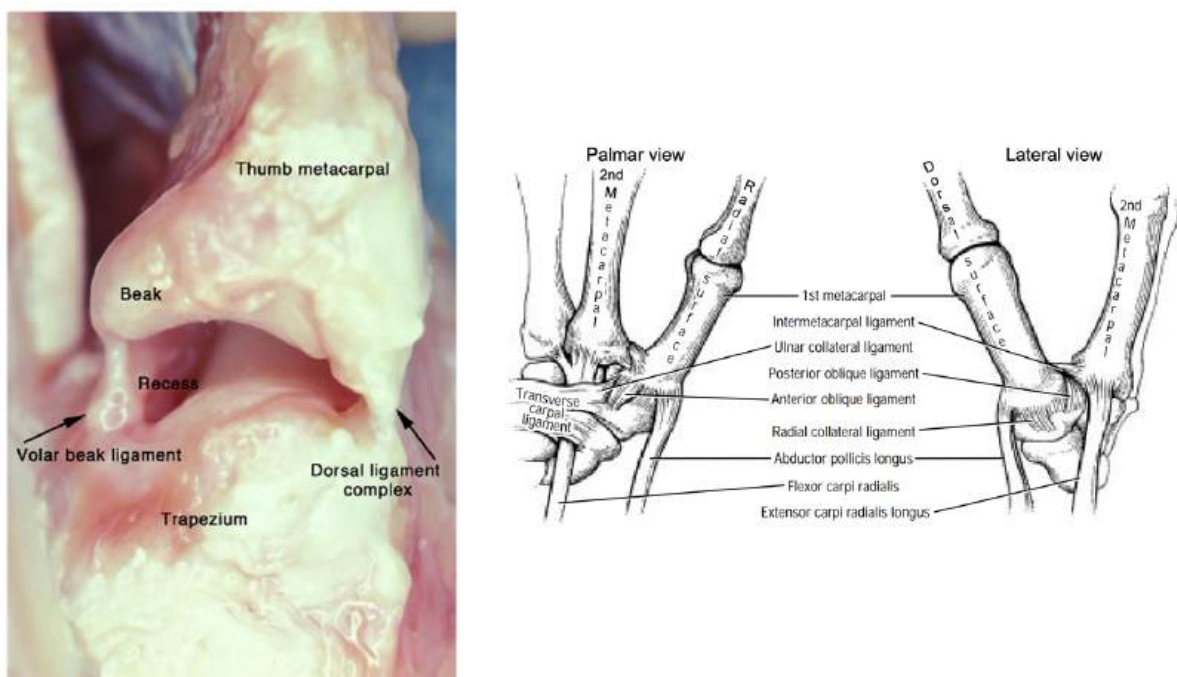 Thumb metacarpal
Beak
Recess
Volar beak ligament
Dorsal ligament
complex
Trapezium
Palmar view
2nd
Metacarpal
Radial surface
Transverse
carpal
ligament
1st metacarpal
Intermetacarpal ligament
Ulnar collateral ligament
Posterior oblique ligament
Anterior oblique ligament
Radial collateral ligament
Abductor pollicis longus
Flexor carpi radialis
Extensor carpi radialis longus
Lateral view
Dorsal surface
2nd
Metacarpal